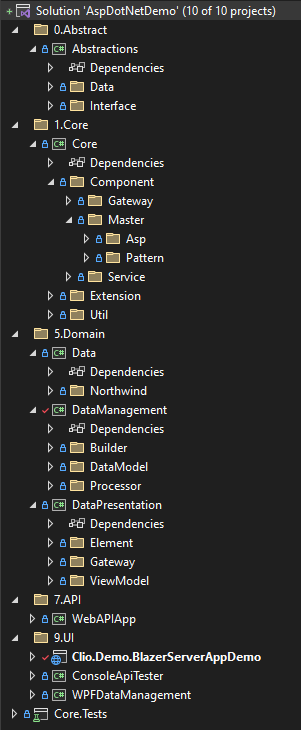 Solution 'AspDotNetDemo' (10 of 10 projects)
0.Abstract
C# Abstractions
Dependencies
Data
Interface
1.Core
C# Core
Dependencies
Component
Gateway
Master
Asp
Pattern
Service
Extension
Util
5.Domain
C# Data
Dependencies
Northwind
C# DataManagement
Dependencies
Builder
DataModel
Processor
C# DataPresentation
Dependencies
Element
Gateway
ViewModel
7.API
C# WebAPIApp
9.UI
Clio.Demo.BlazerServerAppDemo
C# ConsoleApiTester
C# WPFDataManagement
Core.Tests